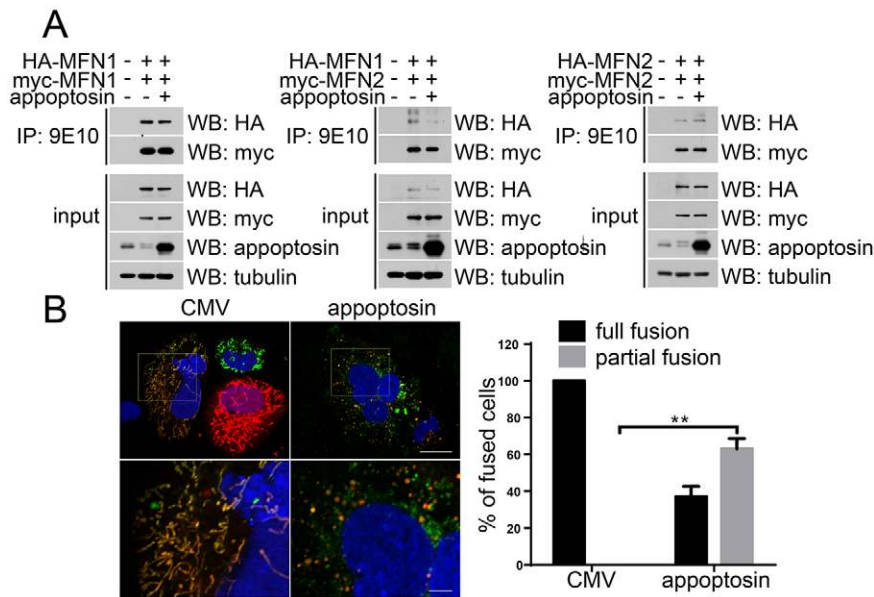 A
HA-MFN1 - + +
myc-MFN1 - + +
appoptosin - - +
IP: 9E10
WB: HA
WB: myc
input
WB: HA
WB: myc
WB: appoptosin
WB: tubulin
HA-MFN1 - + +
myc-MFN2 - + +
appoptosin - - +
IP: 9E10
WB: HA
WB: myc
input
WB: HA
WB: myc
WB: appoptosin
WB: tubulin
HA-MFN2 - + +
myc-MFN2 - + +
appoptosin - - +
IP: 9E10
WB: HA
WB: myc
input
WB: HA
WB: myc
WB: appoptosin
WB: tubulin
B
CMV appoptosin
full fusion
partial fusion
% of fused cells
120
100
80
60
40
20
0
**
CMV appoptosin